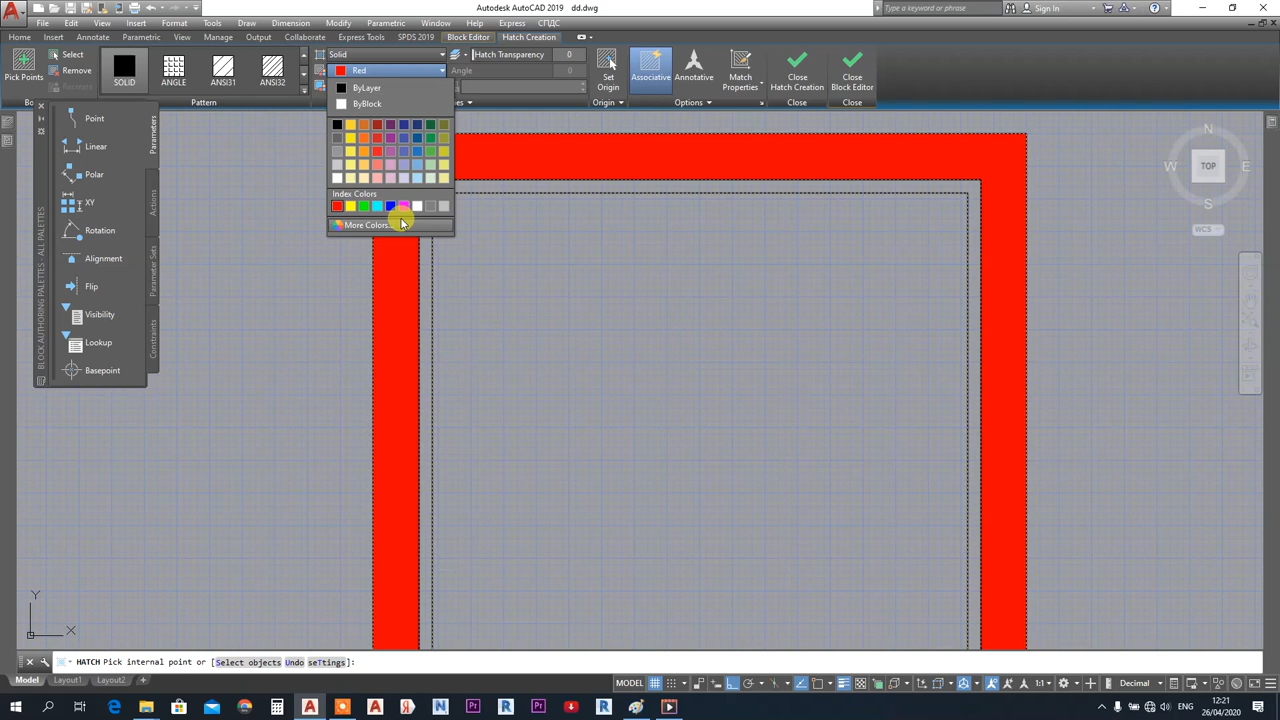 Autodesk AutoCAD 2019 dd.dwg
Type a keyword or phrase
Sign In
File Edit View Insert Format Tools Draw Dimension Modify Parametric Window Help Express СПДС
Home Insert Annotate Parametric View Manage Output Collaborate Express Tools SPDS 2019 Block Editor Hatch Creation
Pick Points
Select
Remove
Recreate
SOLID
ANGLE
ANSI31
ANSI32
Pattern
Solid
Red
Hatch Transparency 0
Angle 0
Set
Origin
Origin
Associative
Annotative
Match
Properties
Options
Close
Hatch Creation
Close
Block Editor
Close
Close
ByLayer
ByBlock
Index Colors
More Colors...
Point
Linear
Polar
XY
Rotation
Alignment
Flip
Visibility
Lookup
Basepoint
Parameters
Actions
Parameter Sets
Constraints
BLOCK AUTHORING PALETTES - ALL PALETTES
N
W TOP E
S
WCS
Y
X
HATCH Pick internal point or [Select objects Undo seTtings]:
Model Layout1 Layout2 +
MODEL
1:1
Decimal
ENG
12:21
26/04/2020